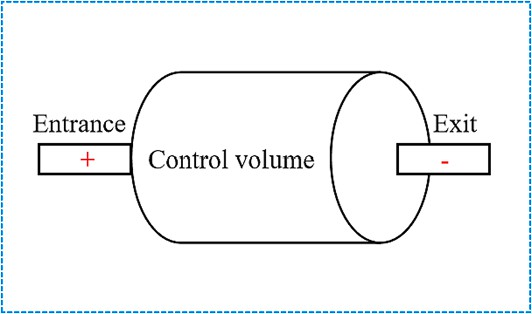 Entrance
Exit
+
Control volume
-